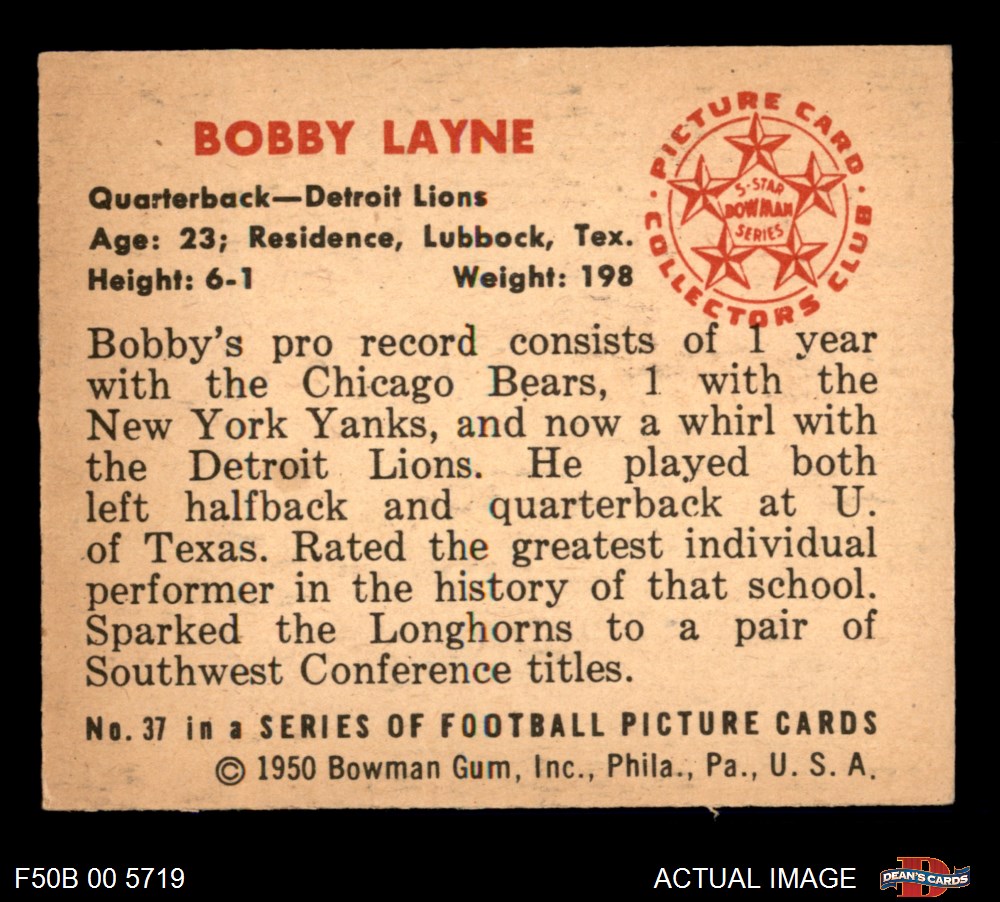 BOBBY LAYNE
Quarterback—Detroit Lions
Age: 23; Residence, Lubbock, Tex.
Height: 6-1 Weight: 198
· PICTURE CARD ·
COLLECTORS CLUB
5-STAR
BOWMAN
SERIES
Bobby's pro record consists of 1 year
with the Chicago Bears, 1 with the
New York Yanks, and now a whirl with
the Detroit Lions. He played both
left halfback and quarterback at U.
of Texas. Rated the greatest individual
performer in the history of that school.
Sparked the Longhorns to a pair of
Southwest Conference titles.
No. 37 in a SERIES OF FOOTBALL PICTURE CARDS
© 1950 Bowman Gum, Inc., Phila., Pa., U. S. A.
F50B 00 5719
ACTUAL IMAGE
D
DEAN'S CARDS